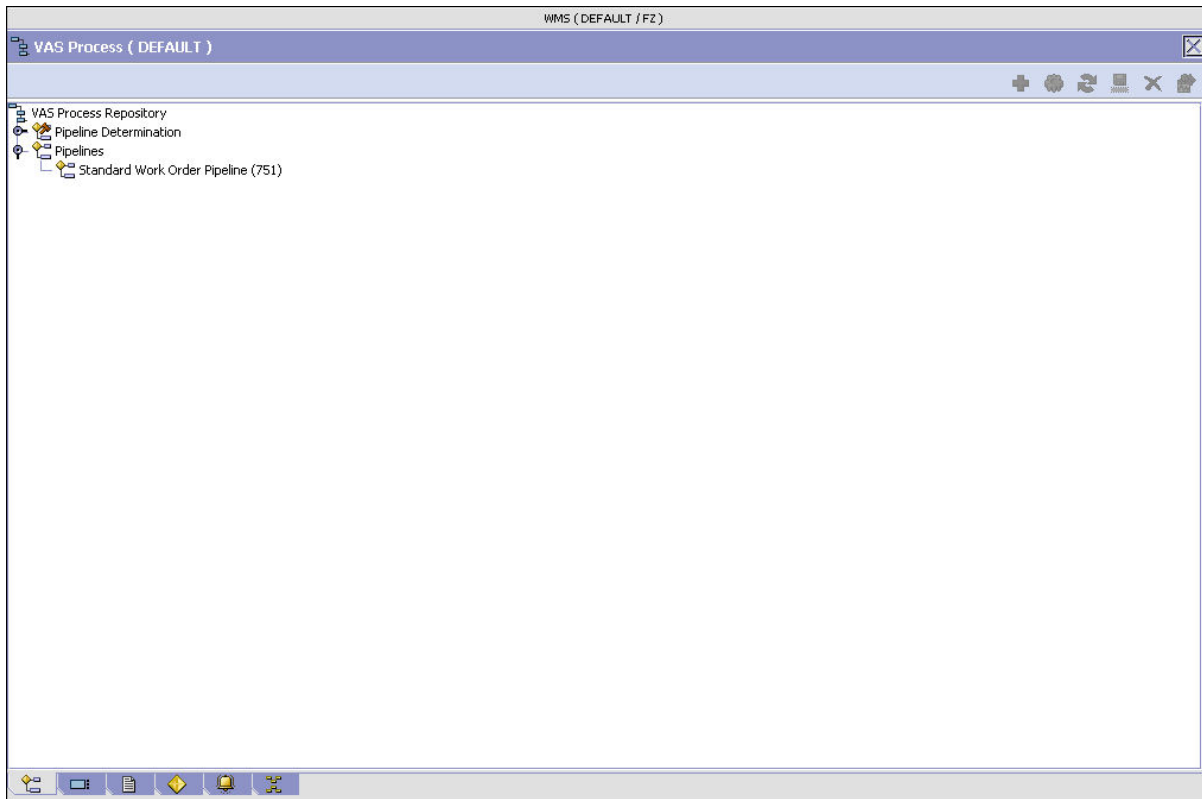 WMS ( DEFAULT / FZ )
VAS Process ( DEFAULT )
VAS Process Repository
Pipeline Determination
Pipelines
Standard Work Order Pipeline (751)